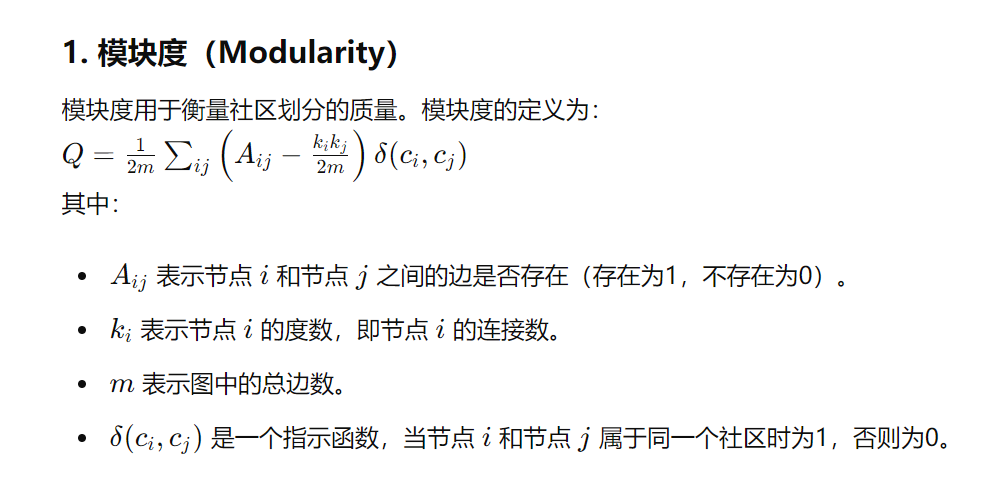 1. 模块度（Modularity）
模块度用于衡量社区划分的质量。模块度的定义为：
$Q = \frac{1}{2m} \sum_{ij} \left( A_{ij} - \frac{k_i k_j}{2m} \right) \delta(c_i, c_j)$
其中：
• $A_{ij}$ 表示节点 $i$ 和节点 $j$ 之间的边是否存在（存在为1，不存在为0）。
• $k_i$ 表示节点 $i$ 的度数，即节点 $i$ 的连接数。
• $m$ 表示图中的总边数。
• $\delta(c_i, c_j)$ 是一个指示函数，当节点 $i$ 和节点 $j$ 属于同一个社区时为1，否则为0。